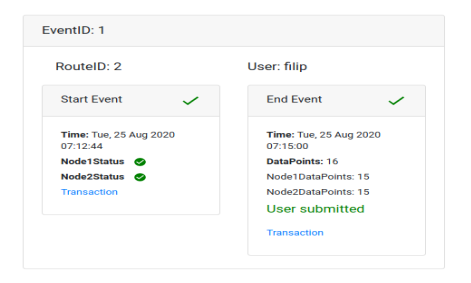 EventID: 1
RouteID: 2
User: filip
Start Event
Time: Tue, 25 Aug 2020
07:12:44
Node1Status
Node2Status
Transaction
End Event
Time: Tue, 25 Aug 2020
07:15:00
DataPoints: 16
Node1DataPoints: 15
Node2DataPoints: 15
User submitted
Transaction